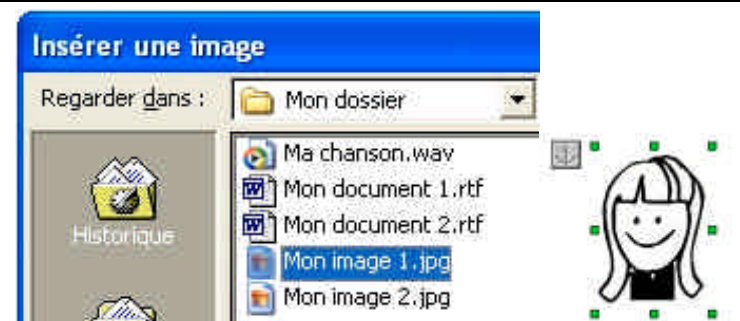 Insérer une image
Regarder dans :
Mon dossier
Ma chanson.wav
Mon document 1.rtf
Mon document 2.rtf
Mon image 1.jpg
Mon image 2.jpg
Historique